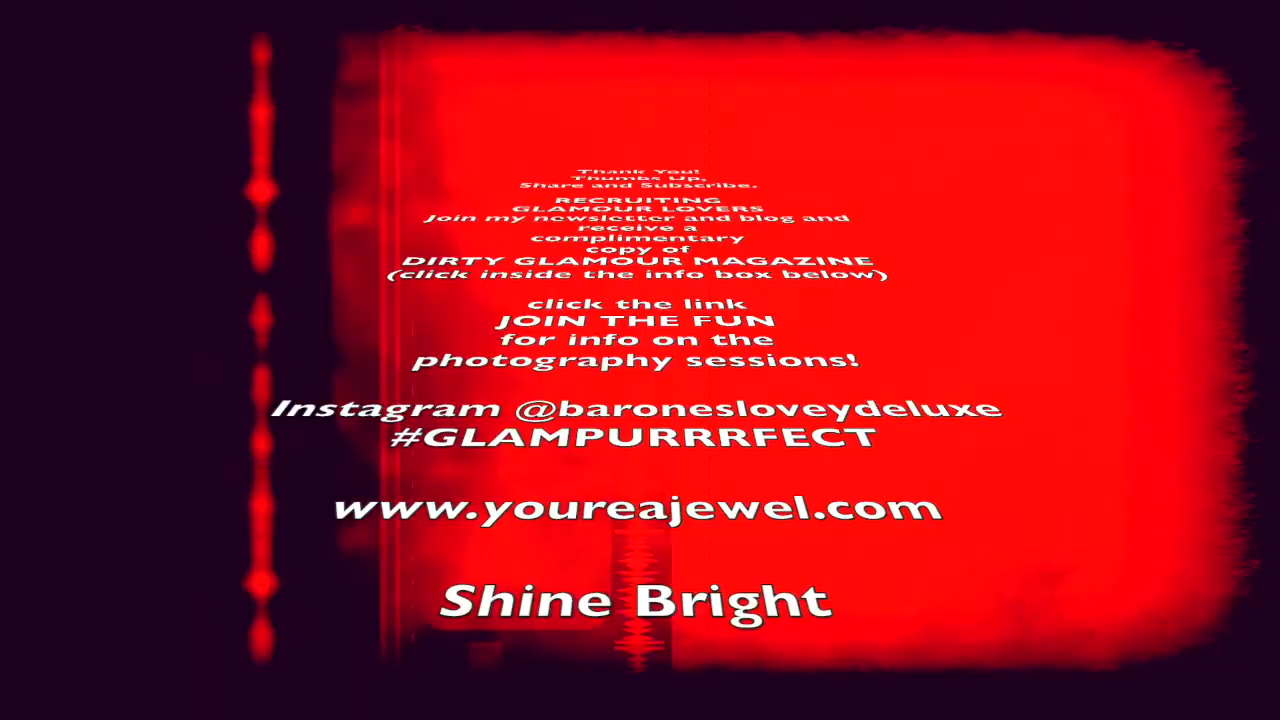 Thank You!
Thumbs Up,
Share and Subscribe.
RECRUITING
GLAMOUR LOVERS
Join my newsletter and blog and
receive a
complimentary
copy of
DIRTY GLAMOUR MAGAZINE
(click inside the info box below)
click the link
JOIN THE FUN
for info on the
photography sessions!
Instagram @baronesloveydeluxe
#GLAMPURRRFECT
www.youreajewel.com
Shine Bright